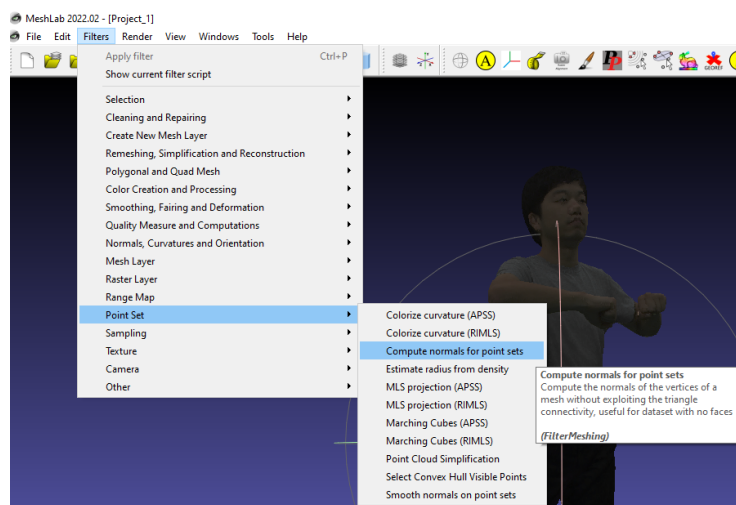 MeshLab 2022.02 - [Project_1]
File Edit Filters Render View Windows Tools Help
Apply filter Ctrl+P
Show current filter script
Selection
Cleaning and Repairing
Create New Mesh Layer
Remeshing, Simplification and Reconstruction
Polygonal and Quad Mesh
Color Creation and Processing
Smoothing, Fairing and Deformation
Quality Measure and Computations
Normals, Curvatures and Orientation
Mesh Layer
Raster Layer
Range Map
Point Set
Sampling
Texture
Camera
Other
Colorize curvature (APSS)
Colorize curvature (RIMLS)
Compute normals for point sets
Estimate radius from density
MLS projection (APSS)
MLS projection (RIMLS)
Marching Cubes (APSS)
Marching Cubes (RIMLS)
Point Cloud Simplification
Select Convex Hull Visible Points
Smooth normals on point sets
Compute normals for point sets
Compute the normals of the vertices of a
mesh without exploiting the triangle
connectivity, useful for dataset with no faces
(FilterMeshing)
A
GEOREF